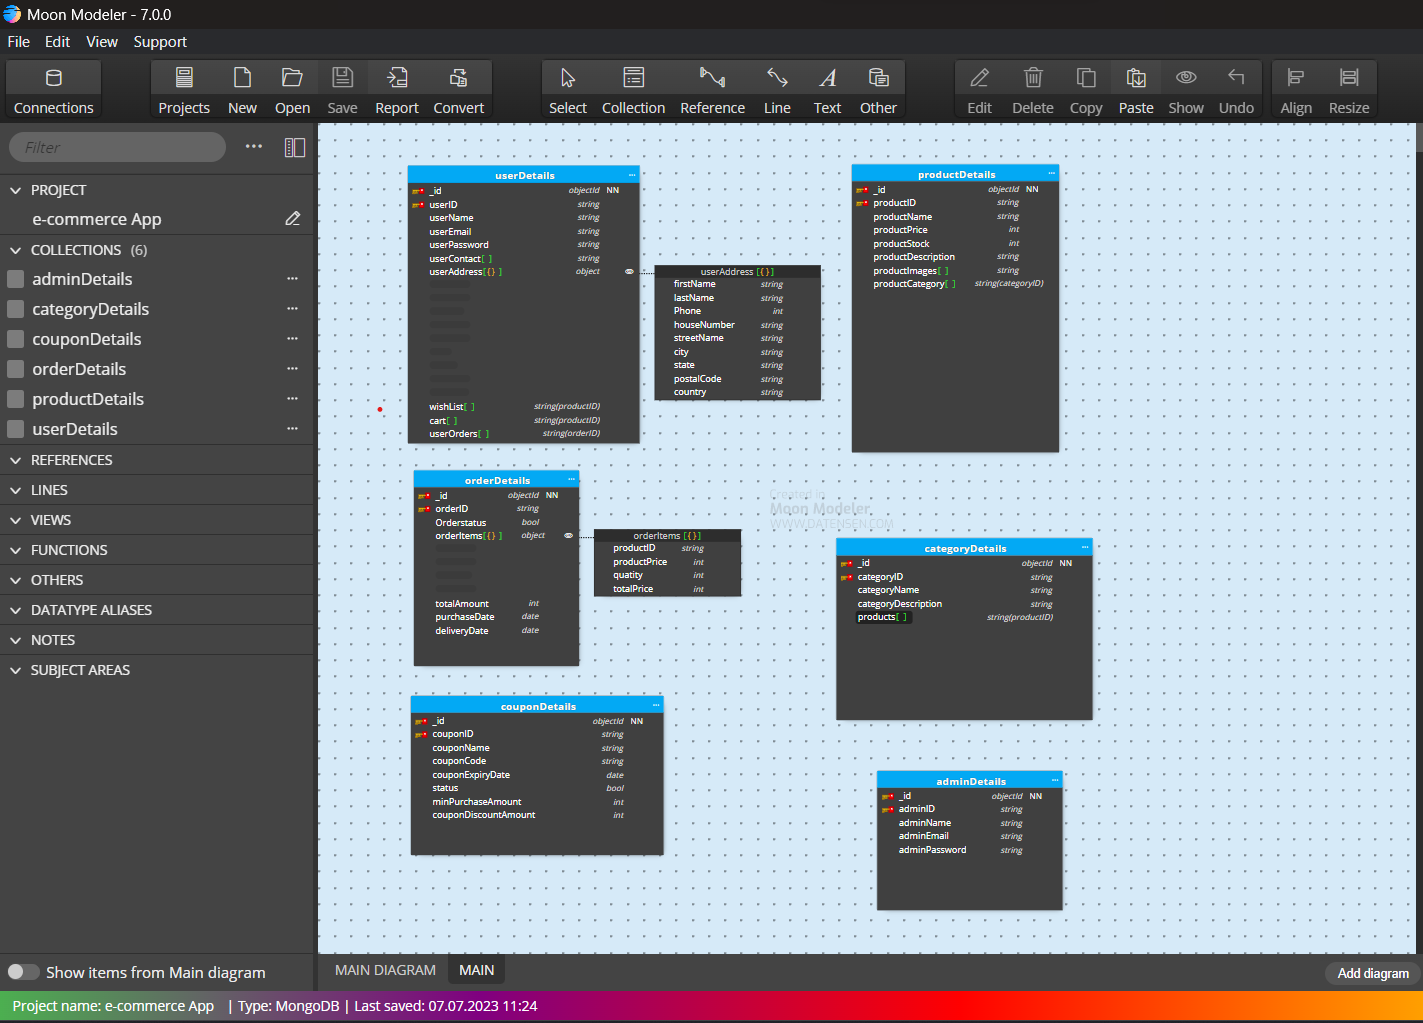 Moon Modeler - 7.0.0
File Edit View Support
Connections Projects New Open Save Report Convert Select Collection Reference Line Text Other Edit Delete Copy Paste Show Undo Align Resize
Filter
PROJECT
e-commerce App
COLLECTIONS (6)
adminDetails
categoryDetails
couponDetails
orderDetails
productDetails
userDetails
REFERENCES
LINES
VIEWS
FUNCTIONS
OTHERS
DATATYPE ALIASES
NOTES
SUBJECT AREAS
Show items from Main diagram
userDetails
_id objectId NN
userID string
userName string
userEmail string
userPassword string
userContact[ ] string
userAddress[{} ] object
wishList[ ] string(productID)
cart[ ] string(productID)
userOrders[ ] string(orderID)
userAddress [{}]
firstName string
lastName string
Phone int
houseNumber string
streetName string
city string
state string
postalCode string
country string
productDetails
_id objectId NN
productID string
productName string
productPrice int
productStock int
productDescription string
productImages[ ] string
productCategory[ ] string(categoryID)
orderDetails
_id objectId NN
orderID string
Orderstatus bool
orderItems[{} ] object
totalAmount int
purchaseDate date
deliveryDate date
orderItems [{}]
productID string
productPrice int
quatity int
totalPrice int
Created in
Moon Modeler
WWW.DATENSEN.COM
categoryDetails
_id objectId NN
categoryID string
categoryName string
categoryDescription string
products[ ] string(productID)
couponDetails
_id objectId NN
couponID string
couponName string
couponCode string
couponExpiryDate date
status bool
minPurchaseAmount int
couponDiscountAmount int
adminDetails
_id objectId NN
adminID string
adminName string
adminEmail string
adminPassword string
MAIN DIAGRAM MAIN Add diagram
Project name: e-commerce App | Type: MongoDB | Last saved: 07.07.2023 11:24